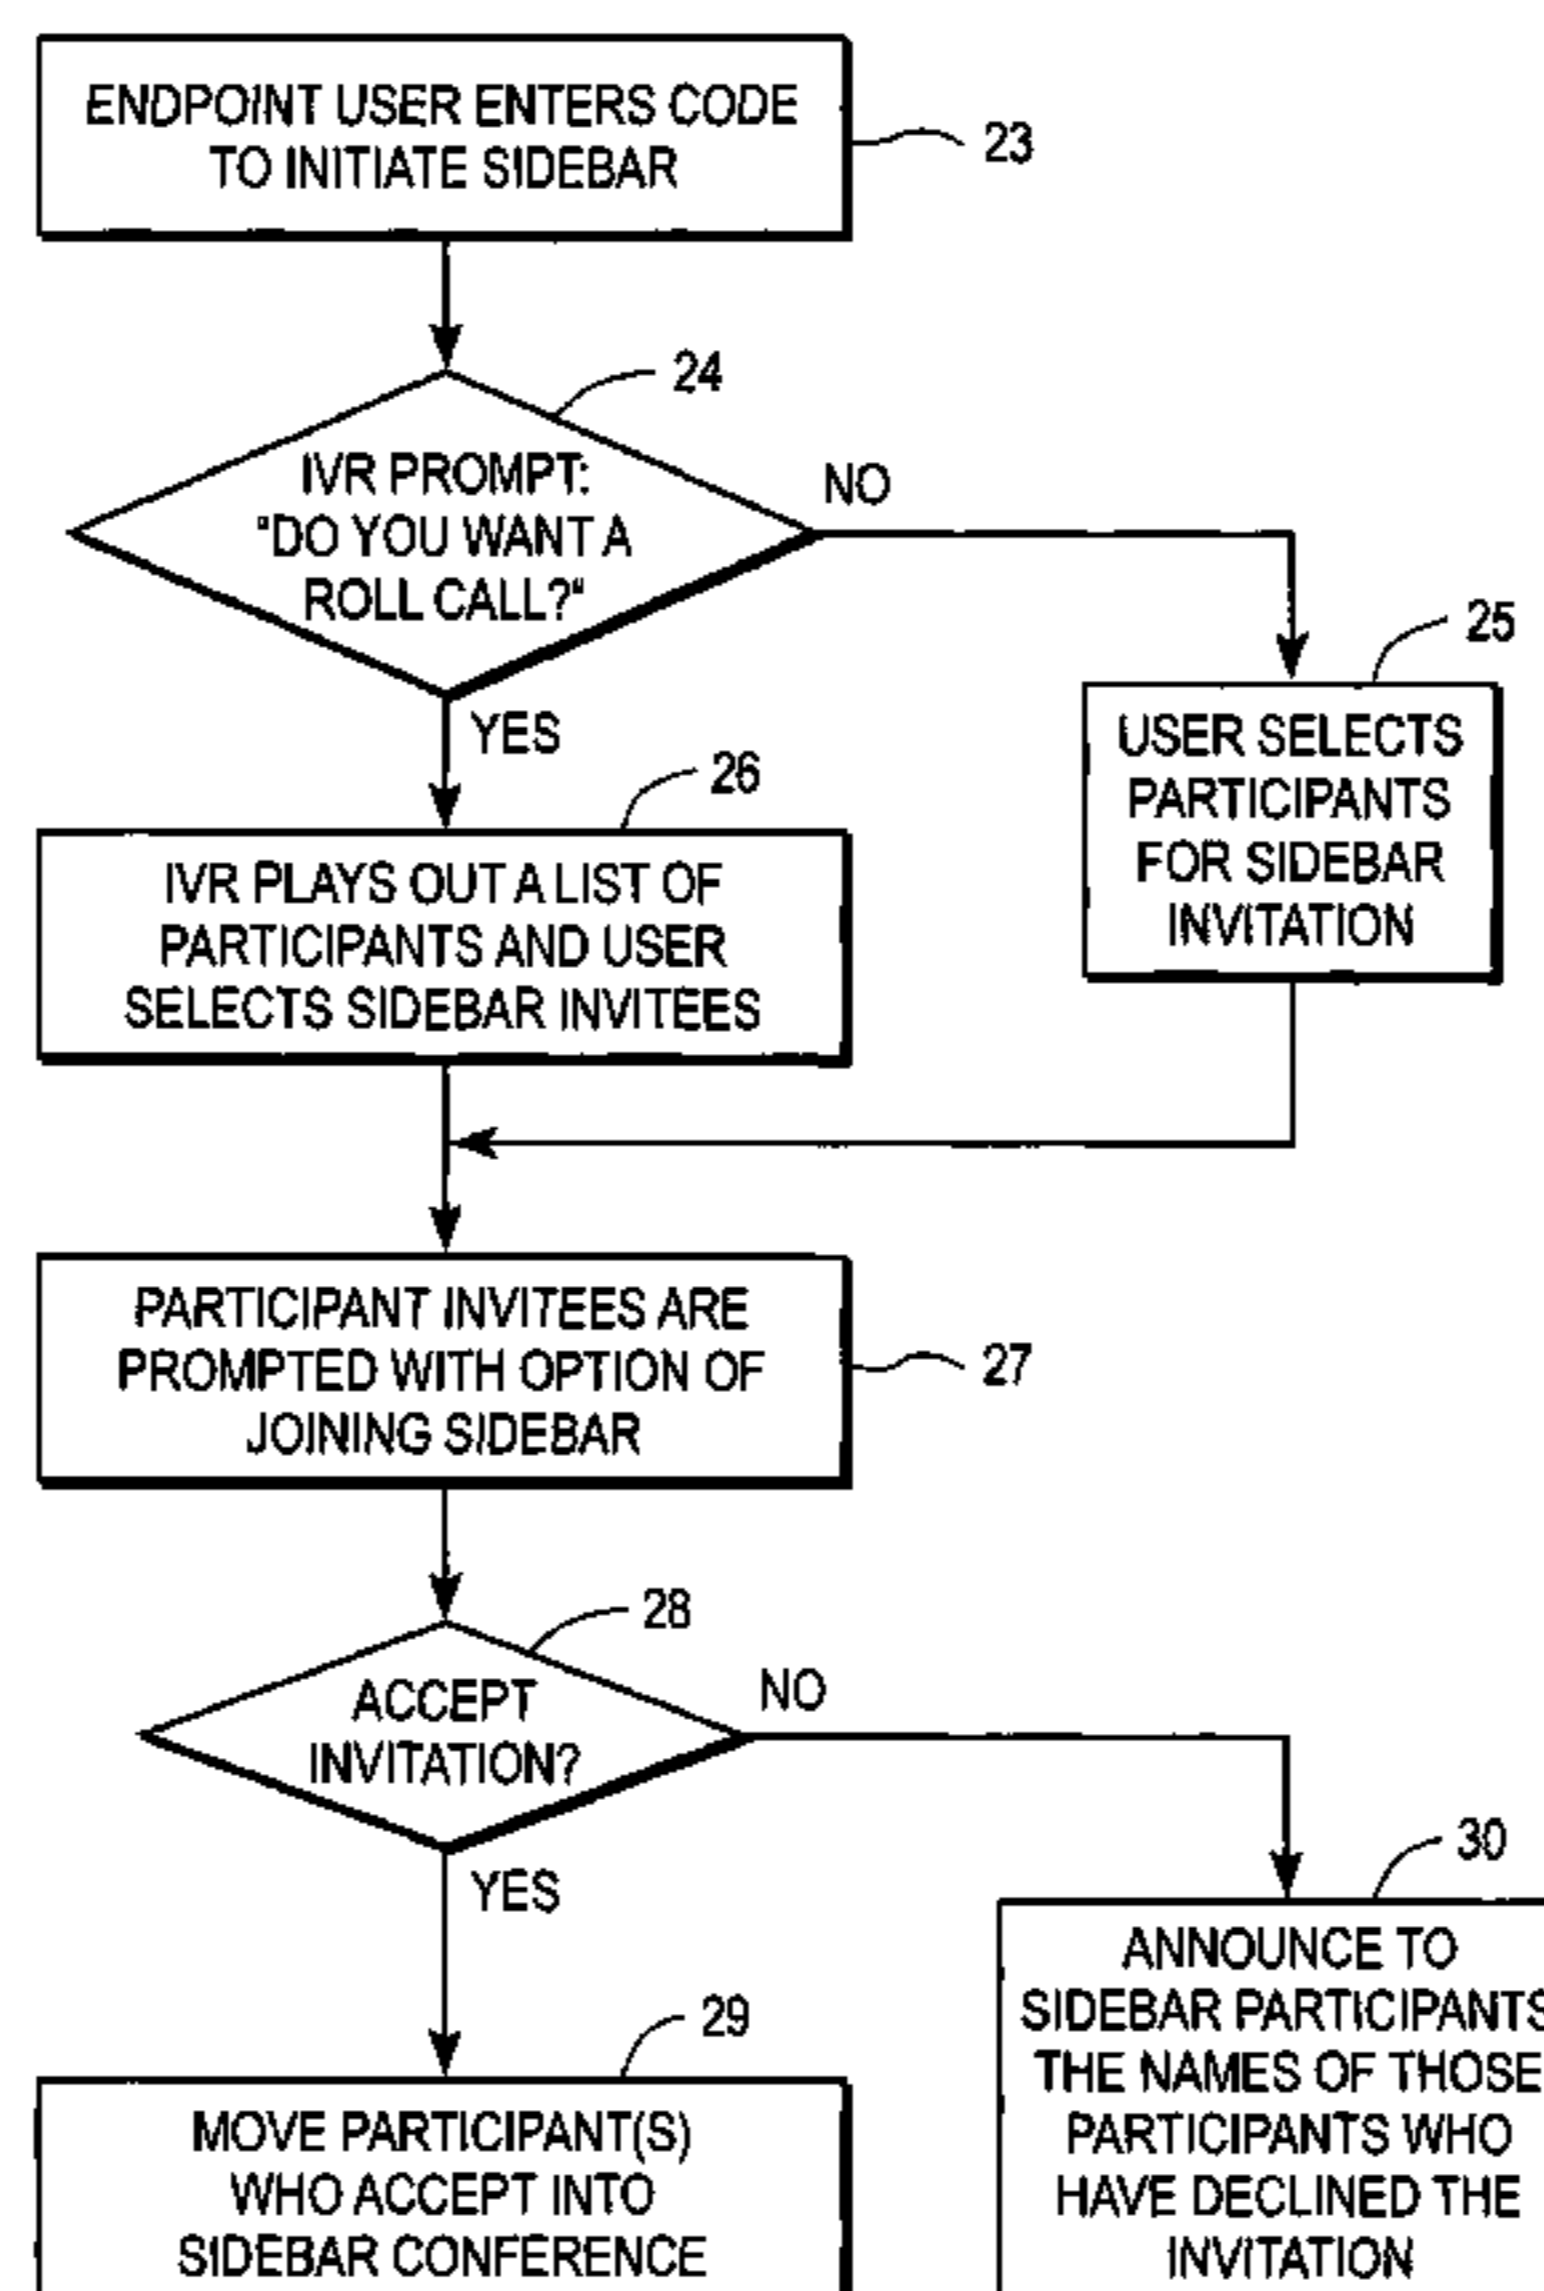 ENDPOINT USER ENTERS CODE
TO INITIATE SIDEBAR
23
24
IVR PROMPT:
"DO YOU WANT A
ROLL CALL?"
NO
YES
25
USER SELECTS
PARTICIPANTS
FOR SIDEBAR
INVITATION
26
IVR PLAYS OUT A LIST OF
PARTICIPANTS AND USER
SELECTS SIDEBAR INVITEES
PARTICIPANT INVITEES ARE
PROMPTED WITH OPTION OF
JOINING SIDEBAR
27
28
ACCEPT
INVITATION?
NO
YES
30
ANNOUNCE TO
SIDEBAR PARTICIPANTS
THE NAMES OF THOSE
PARTICIPANTS WHO
HAVE DECLINED THE
INVITATION
29
MOVE PARTICIPANT(S)
WHO ACCEPT INTO
SIDEBAR CONFERENCE